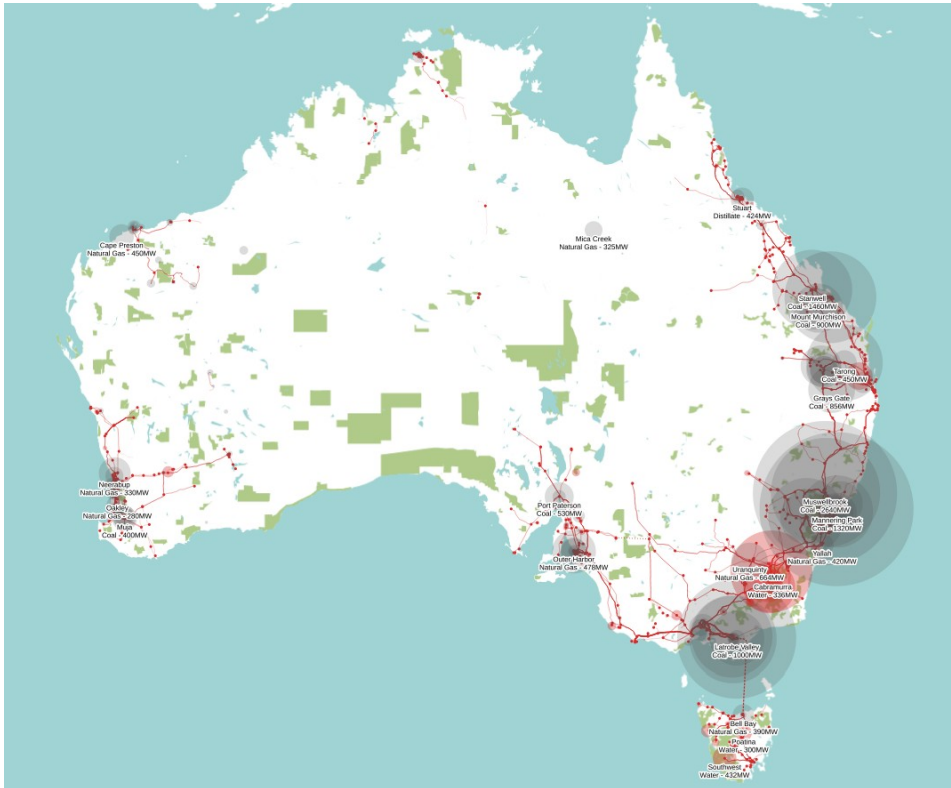 Stuart
Distillate - 424MW
Mica Creek
Natural Gas - 325MW
Cape Preston
Natural Gas - 450MW
Stanwell
Coal - 1460MW
Mount Murchison
Coal - 900MW
Tarong
Coal - 450MW
Grays Gate
Coal - 856MW
Neerabup
Natural Gas - 330MW
Oakley
Natural Gas - 280MW
Muja
Coal - 400MW
Port Paterson
Coal - 530MW
Muswellbrook
Coal - 2640MW
Mannering Park
Coal - 1320MW
Yallah
Natural Gas - 420MW
Outer Harbor
Natural Gas - 478MW
Uranquinty
Natural Gas - 664MW
Cabramurra
Water - 336MW
Latrobe Valley
Coal - 1000MW
Bell Bay
Natural Gas - 390MW
Poatina
Water - 300MW
Southwest
Water - 432MW